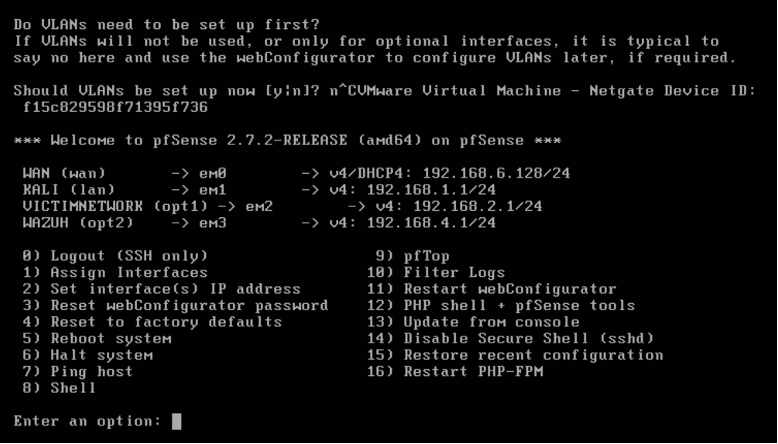 Do VLANs need to be set up first?
If VLANs will not be used, or only for optional interfaces, it is typical to
say no here and use the webConfigurator to configure VLANs later, if required.
Should VLANs be set up now [y¦n]? n^CVMware Virtual Machine - Netgate Device ID:
f15c829598f71395f736
*** Welcome to pfSense 2.7.2-RELEASE (amd64) on pfSense ***
WAN (wan) -> em0 -> v4/DHCP4: 192.168.6.128/24
KALI (lan) -> em1 -> v4: 192.168.1.1/24
VICTIMNETWORK (opt1) -> em2 -> v4: 192.168.2.1/24
WAZUH (opt2) -> em3 -> v4: 192.168.4.1/24
0) Logout (SSH only) 9) pfTop
1) Assign Interfaces 10) Filter Logs
2) Set interface(s) IP address 11) Restart webConfigurator
3) Reset webConfigurator password 12) PHP shell + pfSense tools
4) Reset to factory defaults 13) Update from console
5) Reboot system 14) Disable Secure Shell (sshd)
6) Halt system 15) Restore recent configuration
7) Ping host 16) Restart PHP-FPM
8) Shell
Enter an option: